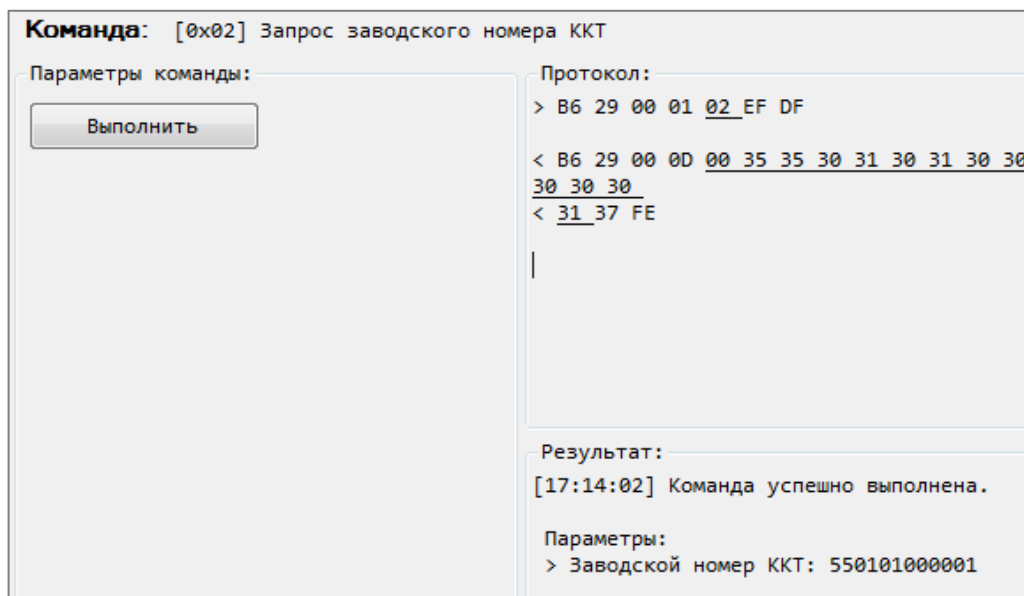 Команда: [0x02] Запрос заводского номера ККТ
Параметры команды:
Выполнить
Протокол:
> B6 29 00 01 02 EF DF
< B6 29 00 0D 00 35 35 30 31 30 31 30 30
30 30 30
< 31 37 FE
Результат:
[17:14:02] Команда успешно выполнена.
Параметры:
> Заводской номер ККТ: 550101000001